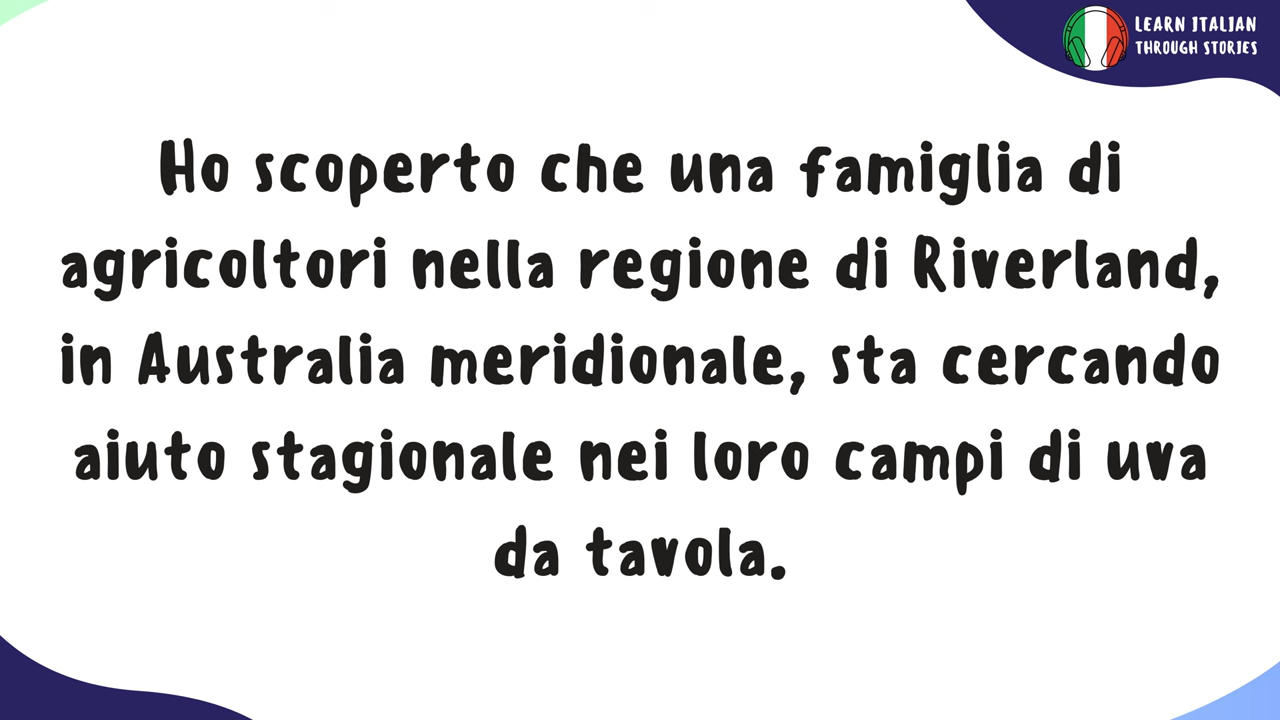 LEARN ITALIAN
THROUGH STORIES
Ho scoperto che una famiglia di
agricoltori nella regione di Riverland,
in Australia meridionale, sta cercando
aiuto stagionale nei loro campi di uva
da tavola.